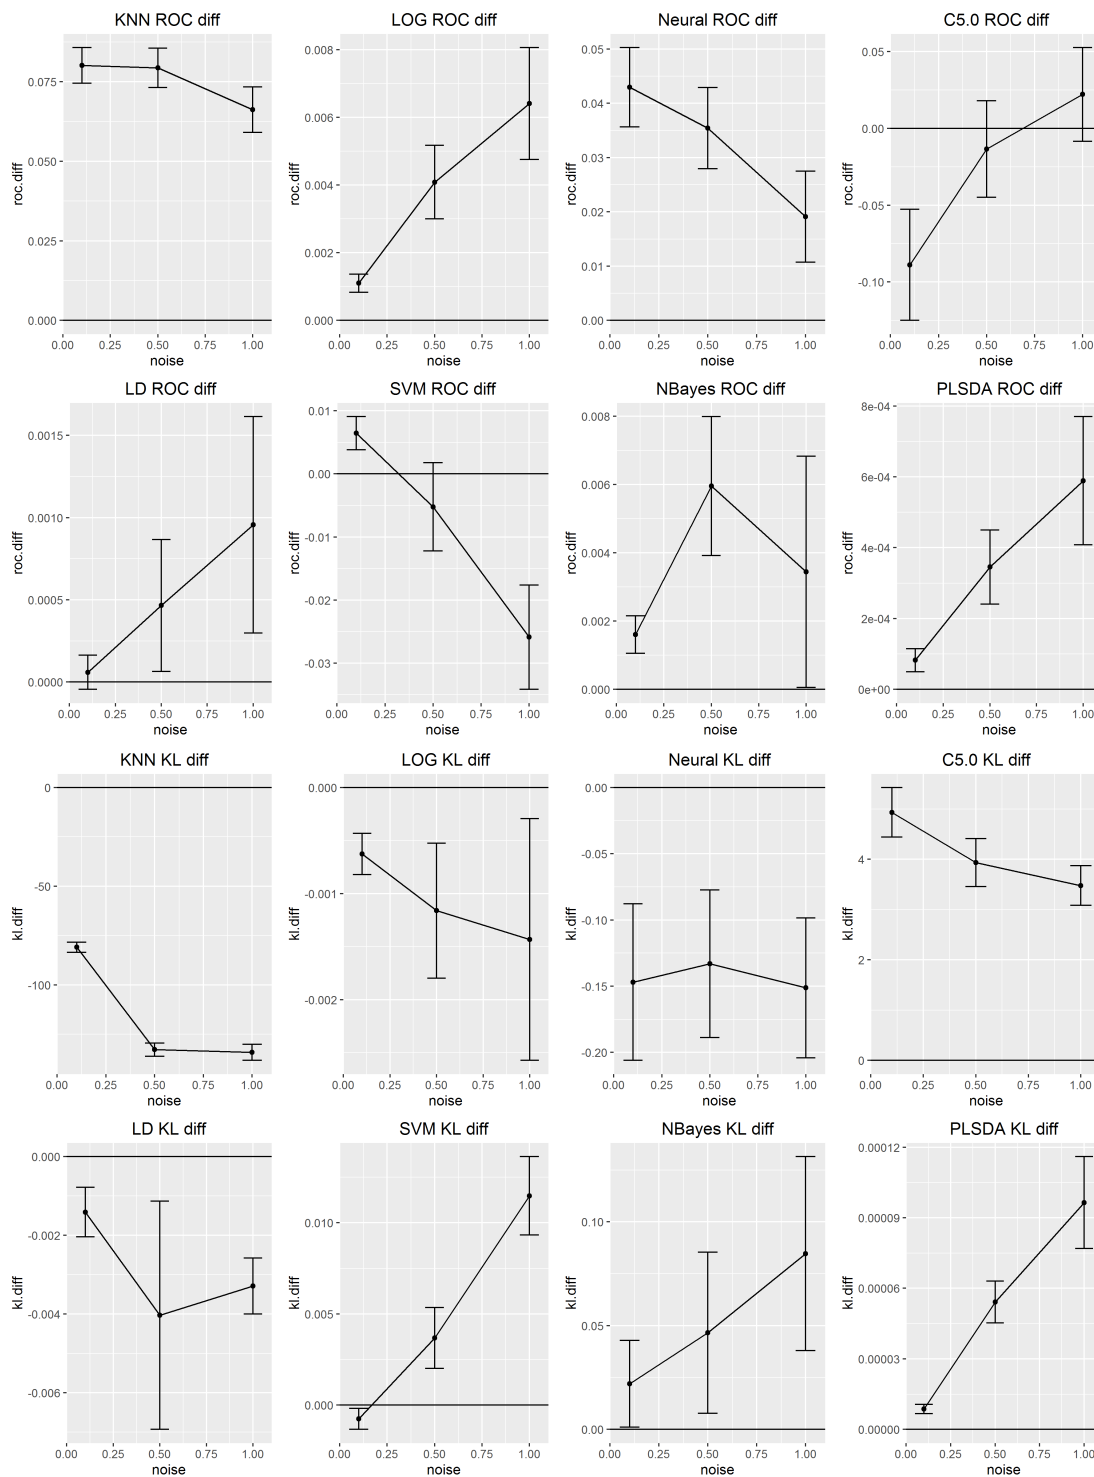 KNN ROC diff
roc.diff
0.075
0.050
0.025
0.000
0.00 0.25 0.50 0.75 1.00
noise
LOG ROC diff
roc.diff
0.008
0.006
0.004
0.002
0.000
0.00 0.25 0.50 0.75 1.00
noise
Neural ROC diff
roc.diff
0.05
0.04
0.03
0.02
0.01
0.00
0.00 0.25 0.50 0.75 1.00
noise
C5.0 ROC diff
roc.diff
0.05
0.00
-0.05
-0.10
0.00 0.25 0.50 0.75 1.00
noise
LD ROC diff
roc.diff
0.0015
0.0010
0.0005
0.0000
0.00 0.25 0.50 0.75 1.00
noise
SVM ROC diff
roc.diff
0.01
0.00
-0.01
-0.02
-0.03
0.00 0.25 0.50 0.75 1.00
noise
NBayes ROC diff
roc.diff
0.008
0.006
0.004
0.002
0.000
0.00 0.25 0.50 0.75 1.00
noise
PLSDA ROC diff
roc.diff
8e-04
6e-04
4e-04
2e-04
0e+00
0.00 0.25 0.50 0.75 1.00
noise
KNN KL diff
kl.diff
0
-50
-100
0.00 0.25 0.50 0.75 1.00
noise
LOG KL diff
kl.diff
0.000
-0.001
-0.002
0.00 0.25 0.50 0.75 1.00
noise
Neural KL diff
kl.diff
0.00
-0.05
-0.10
-0.15
-0.20
0.00 0.25 0.50 0.75 1.00
noise
C5.0 KL diff
kl.diff
4
2
0
0.00 0.25 0.50 0.75 1.00
noise
LD KL diff
kl.diff
0.000
-0.002
-0.004
-0.006
0.00 0.25 0.50 0.75 1.00
noise
SVM KL diff
kl.diff
0.010
0.005
0.000
0.00 0.25 0.50 0.75 1.00
noise
NBayes KL diff
kl.diff
0.10
0.05
0.00
0.00 0.25 0.50 0.75 1.00
noise
PLSDA KL diff
kl.diff
0.00012
0.00009
0.00006
0.00003
0.00000
0.00 0.25 0.50 0.75 1.00
noise